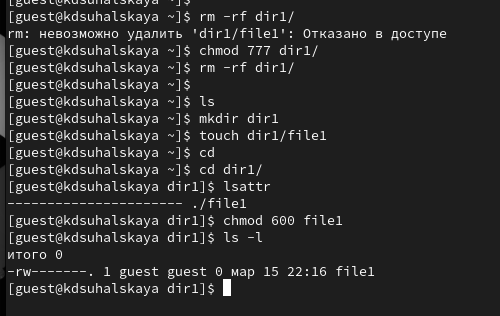 [guest@kdsuhalskaya ~]$ rm -rf dir1/
rm: невозможно удалить 'dir1/file1': Отказано в доступе
[guest@kdsuhalskaya ~]$ chmod 777 dir1/
[guest@kdsuhalskaya ~]$ rm -rf dir1/
[guest@kdsuhalskaya ~]$
[guest@kdsuhalskaya ~]$ ls
[guest@kdsuhalskaya ~]$ mkdir dir1
[guest@kdsuhalskaya ~]$ touch dir1/file1
[guest@kdsuhalskaya ~]$ cd
[guest@kdsuhalskaya ~]$ cd dir1/
[guest@kdsuhalskaya dir1]$ lsattr
---------------------- ./file1
[guest@kdsuhalskaya dir1]$ chmod 600 file1
[guest@kdsuhalskaya dir1]$ ls -l
итого 0
-rw-------. 1 guest guest 0 мар 15 22:16 file1
[guest@kdsuhalskaya dir1]$